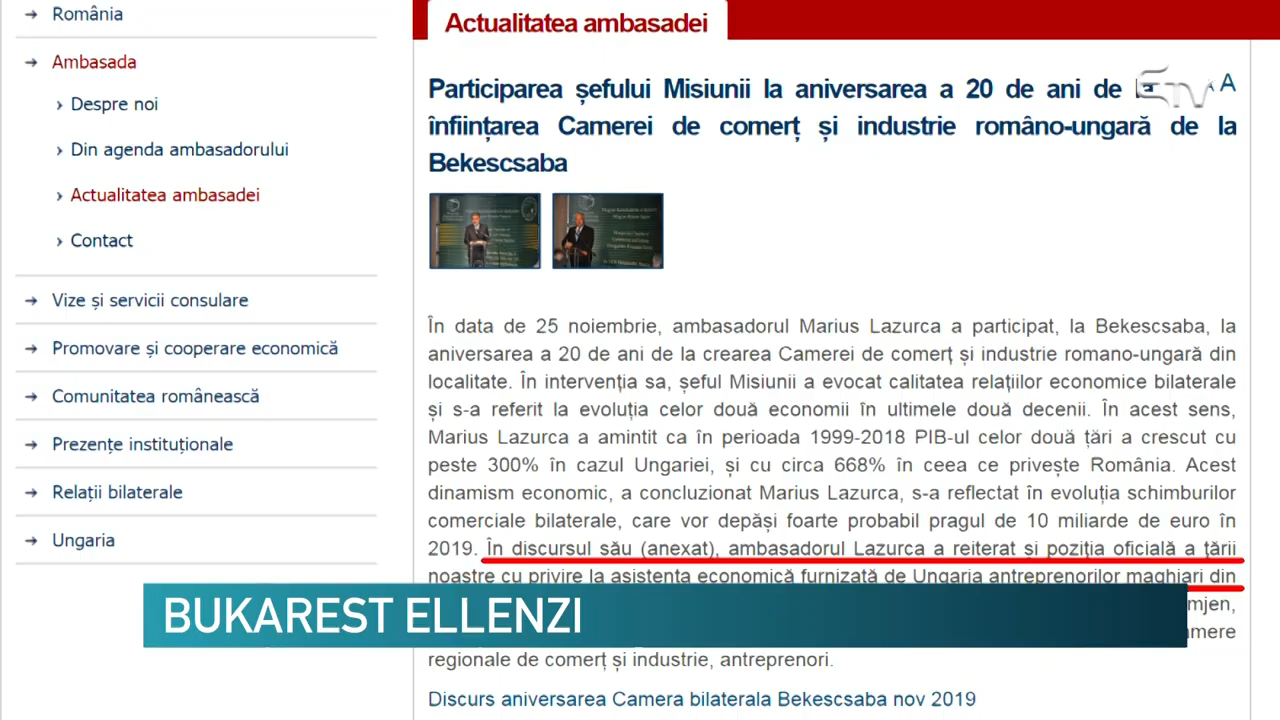 România
Ambasada
Despre noi
Din agenda ambasadorului
Actualitatea ambasadei
Contact
Vize și servicii consulare
Promovare și cooperare economică
Comunitatea românească
Prezențe instituționale
Relații bilaterale
Ungaria
Actualitatea ambasadei
Participarea șefului Misiunii la aniversarea a 20 de ani de la
înființarea Camerei de comerț și industrie româno-ungară de la
Bekescsaba
A
ETV
În data de 25 noiembrie, ambasadorul Marius Lazurca a participat, la Bekescsaba, la
aniversarea a 20 de ani de la crearea Camerei de comerț și industrie romano-ungară din
localitate. În intervenția sa, șeful Misiunii a evocat calitatea relațiilor economice bilaterale
și s-a referit la evoluția celor două economii în ultimele două decenii. În acest sens,
Marius Lazurca a amintit ca în perioada 1999-2018 PIB-ul celor două țări a crescut cu
peste 300% în cazul Ungariei, și cu circa 668% în ceea ce privește România. Acest
dinamism economic, a concluzionat Marius Lazurca, s-a reflectat în evoluția schimburilor
comerciale bilaterale, care vor depăși foarte probabil pragul de 10 miliarde de euro în
2019. În discursul său (anexat), ambasadorul Lazurca a reiterat și poziția oficială a țării
noastre cu privire la asistența economică furnizată de Ungaria antreprenorilor maghiari din
mjen,
mere
regionale de comerț și industrie, antreprenori.
Discurs aniversarea Camera bilaterala Bekescsaba nov 2019
BUKAREST ELLENZI